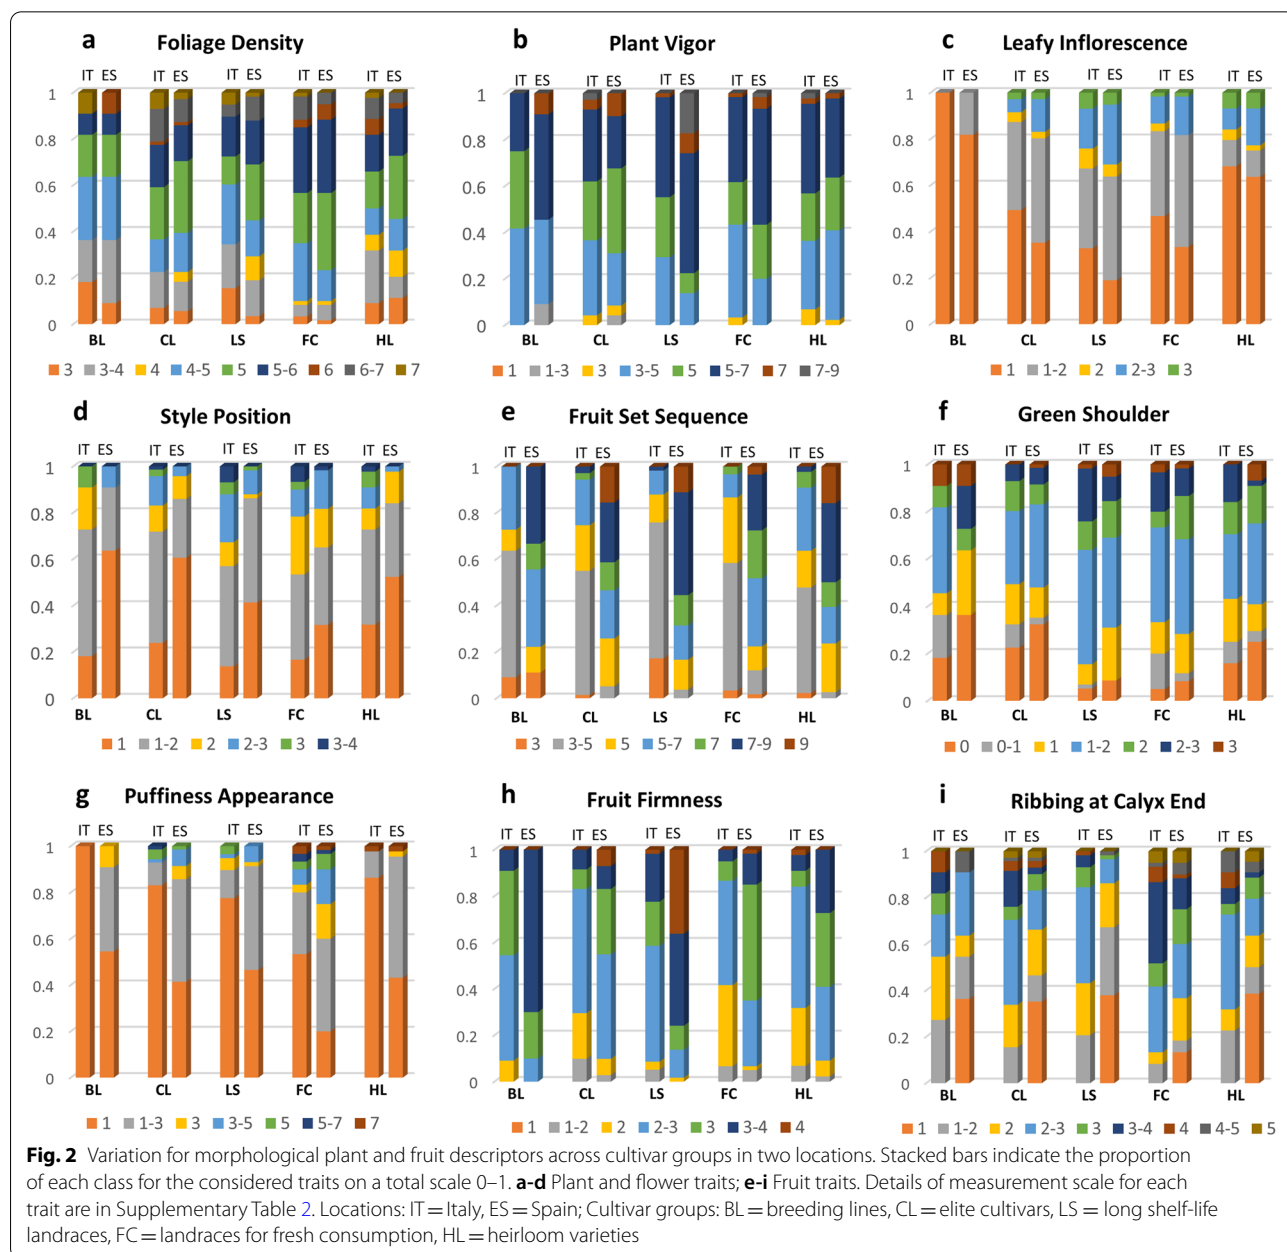 a Foliage Density
IT ES
1
0.8
0.6
0.4
0.2
0
BL CL LS FC HL
3 3-4 4 4-5 5 5-6 6 6-7 7
b Plant Vigor
IT ES IT ES IT ES IT ES IT ES
1
0.8
0.6
0.4
0.2
0
BL CL LS FC HL
1 1-3 3 3-5 5 5-7 7 7-9
c Leafy Inflorescence
IT ES IT ES IT ES IT ES IT ES
1
0.8
0.6
0.4
0.2
0
BL CL LS FC HL
1 1-2 2 2-3 3
d Style Position
IT ES IT ES IT ES IT ES IT ES
1
0.8
0.6
0.4
0.2
0
BL CL LS FC HL
1 1-2 2 2-3 3 3-4
e Fruit Set Sequence
IT ES IT ES IT ES IT ES IT ES
1
0.8
0.6
0.4
0.2
0
BL CL LS FC HL
3 3-5 5 5-7 7 7-9 9
f Green Shoulder
IT ES IT ES IT ES IT ES IT ES
1
0.8
0.6
0.4
0.2
0
BL CL LS FC HL
0 0-1 1 1-2 2 2-3 3
g Puffiness Appearance
IT ES IT ES IT ES IT ES IT ES
1
0.8
0.6
0.4
0.2
0
BL CL LS FC HL
1 1-3 3 3-5 5 5-7 7
h Fruit Firmness
IT ES IT ES IT ES IT ES IT ES
1
0.8
0.6
0.4
0.2
0
BL CL LS FC HL
1 1-2 2 2-3 3 3-4 4
i Ribbing at Calyx End
IT ES IT ES IT ES IT ES IT ES
1
0.8
0.6
0.4
0.2
0
BL CL LS FC HL
1 1-2 2 2-3 3 3-4 4 4-5 5
Fig. 2 Variation for morphological plant and fruit descriptors across cultivar groups in two locations. Stacked bars indicate the proportion
of each class for the considered traits on a total scale 0–1. a-d Plant and flower traits; e-i Fruit traits. Details of measurement scale for each
trait are in Supplementary Table 2. Locations: IT = Italy, ES = Spain; Cultivar groups: BL = breeding lines, CL = elite cultivars, LS = long shelf-life
landraces, FC = landraces for fresh consumption, HL = heirloom varieties